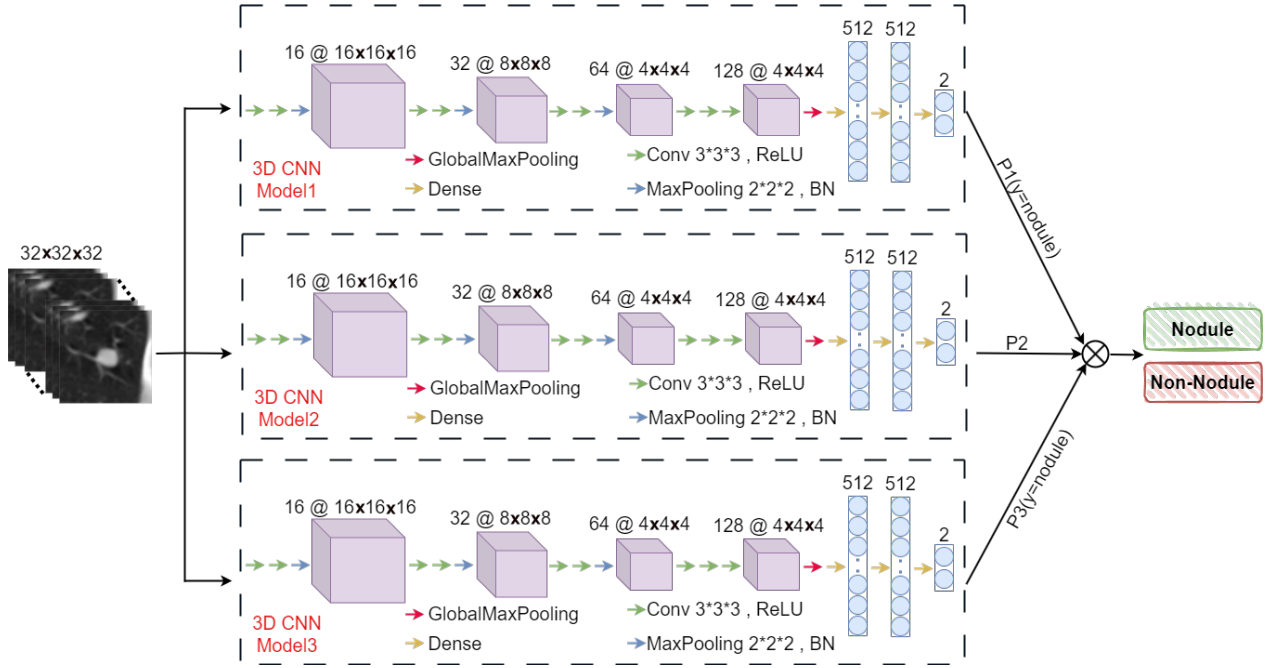 32x32x32
16 @ 16x16x16
32 @ 8x8x8
64 @ 4x4x4
128 @ 4x4x4
512
512
2
3D CNN
Model1
GlobalMaxPooling
Dense
Conv 3*3*3 , ReLU
MaxPooling 2*2*2 , BN
16 @ 16x16x16
32 @ 8x8x8
64 @ 4x4x4
128 @ 4x4x4
512
512
2
3D CNN
Model2
GlobalMaxPooling
Dense
Conv 3*3*3 , ReLU
MaxPooling 2*2*2 , BN
16 @ 16x16x16
32 @ 8x8x8
64 @ 4x4x4
128 @ 4x4x4
512
512
2
3D CNN
Model3
GlobalMaxPooling
Dense
Conv 3*3*3 , ReLU
MaxPooling 2*2*2 , BN
P1(y=nodule)
P2
P3(y=nodule)
Nodule
Non-Nodule